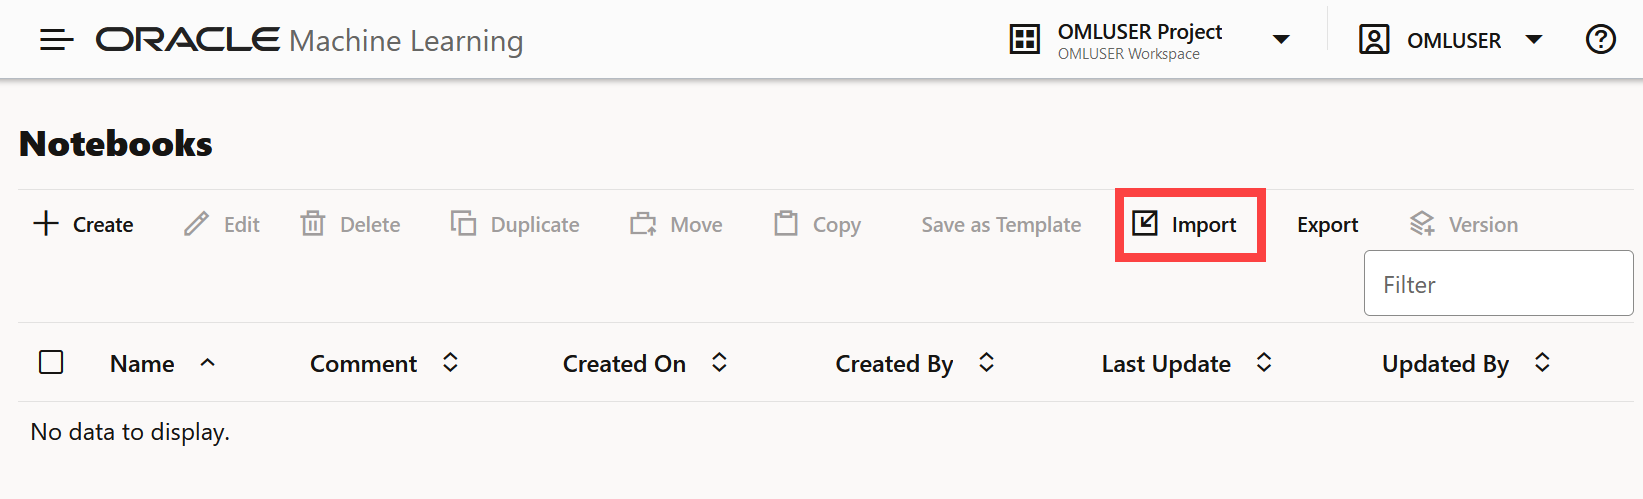 ORACLE Machine Learning
OMLUSER Project
OMLUSER Workspace
OMLUSER
Notebooks
Create Edit Delete Duplicate Move Copy Save as Template Import Export Version
Filter
Name Comment Created On Created By Last Update Updated By
No data to display.